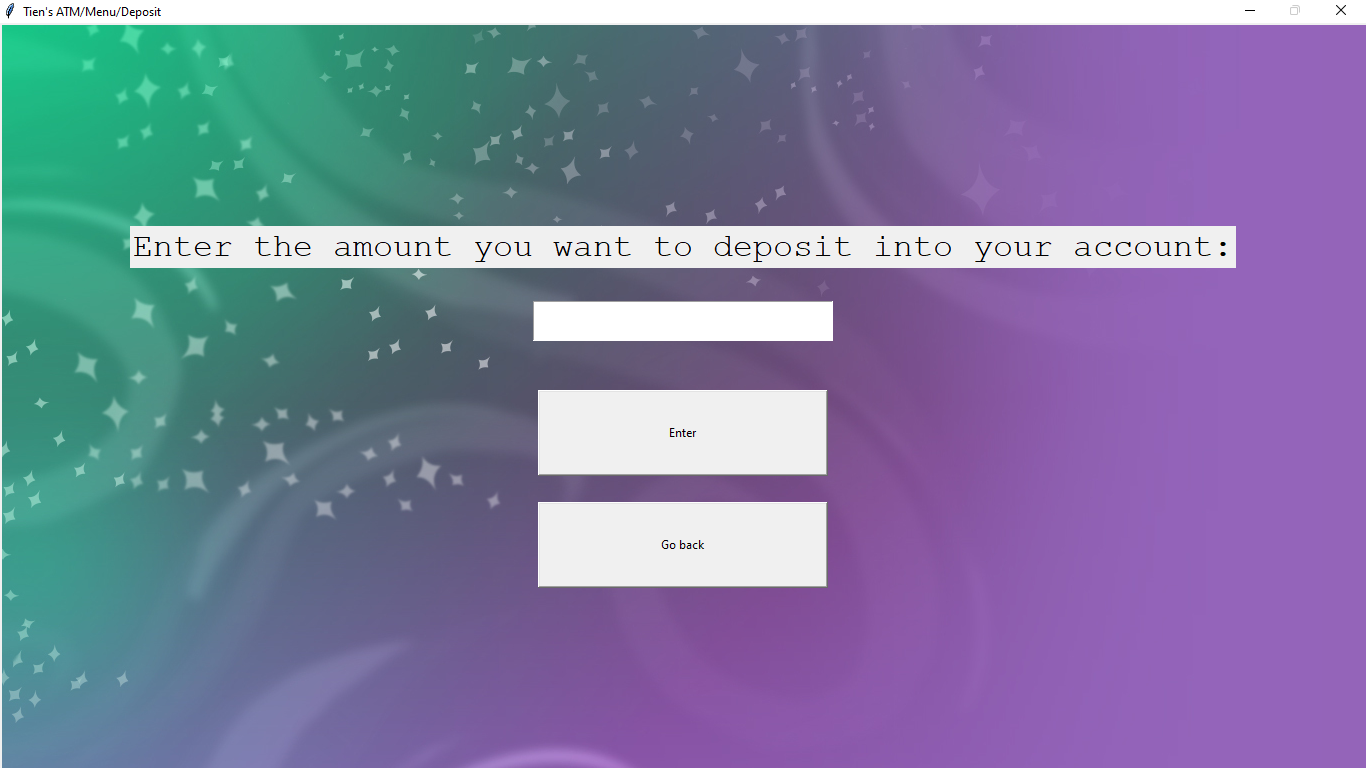 Tien's ATM/Menu/Deposit
Enter the amount you want to deposit into your account:
Enter
Go back